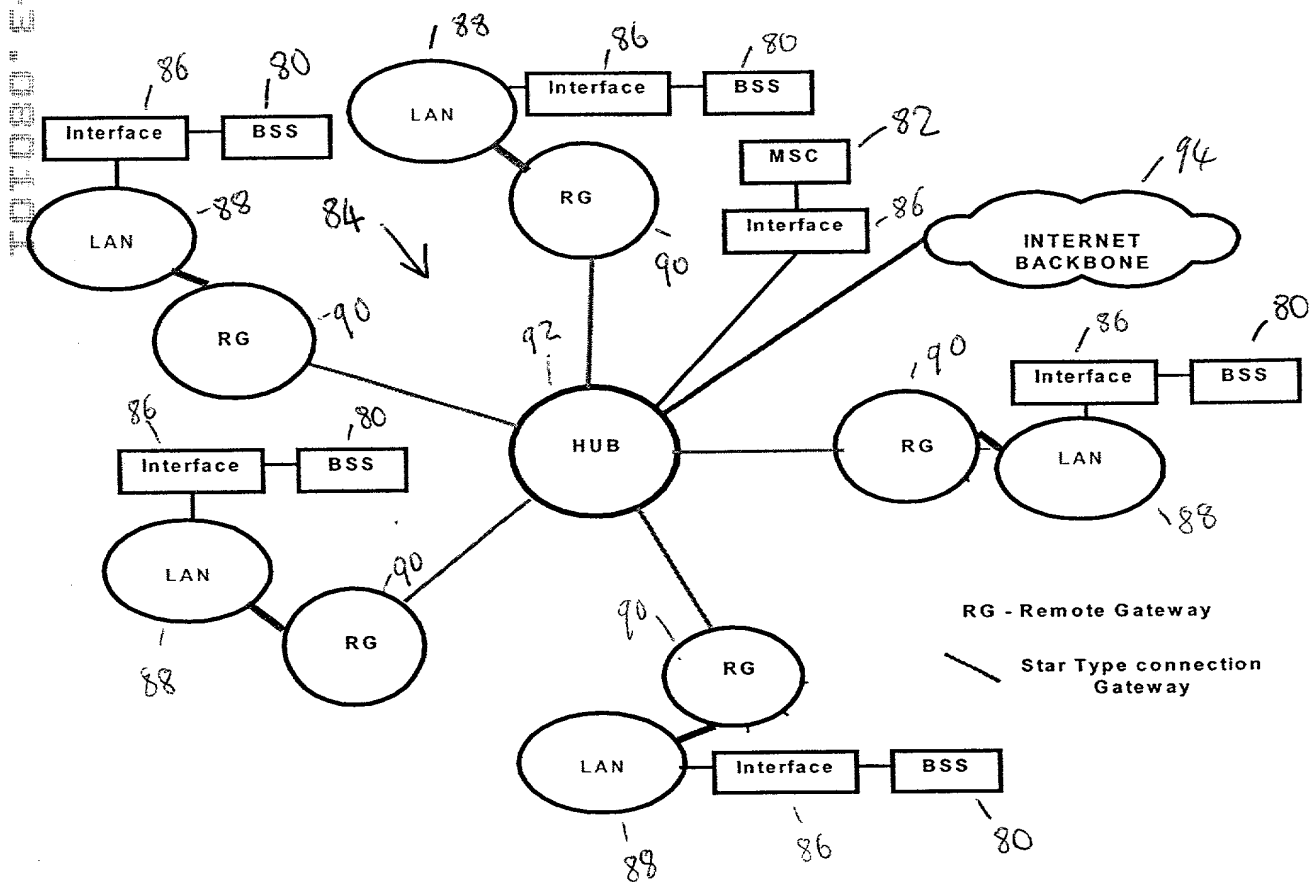 88
86
80
86
80
LAN
Interface
BSS
Interface
BSS
82
MSC
94
88
84
RG
Interface
86
LAN
90
INTERNET
BACKBONE
90
RG
92
86
80
90
Interface
BSS
86
80
HUB
RG
LAN
Interface
BSS
88
LAN
90
RG - Remote Gateway
88
RG
90
RG
Star Type connection
Gateway
LAN
Interface
BSS
88
86
80